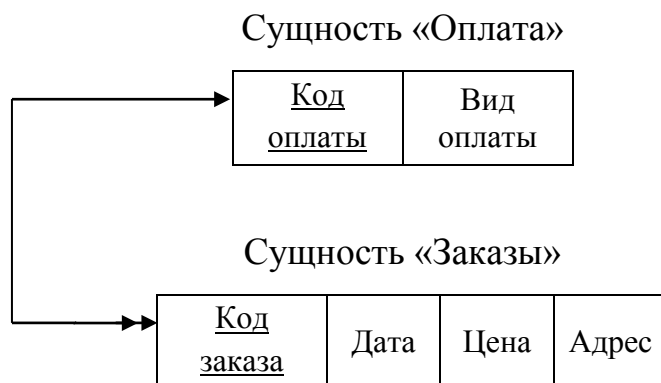 Сущность «Оплата»
Код Вид
оплаты оплаты
Сущность «Заказы»
Код
заказа Дата Цена Адрес